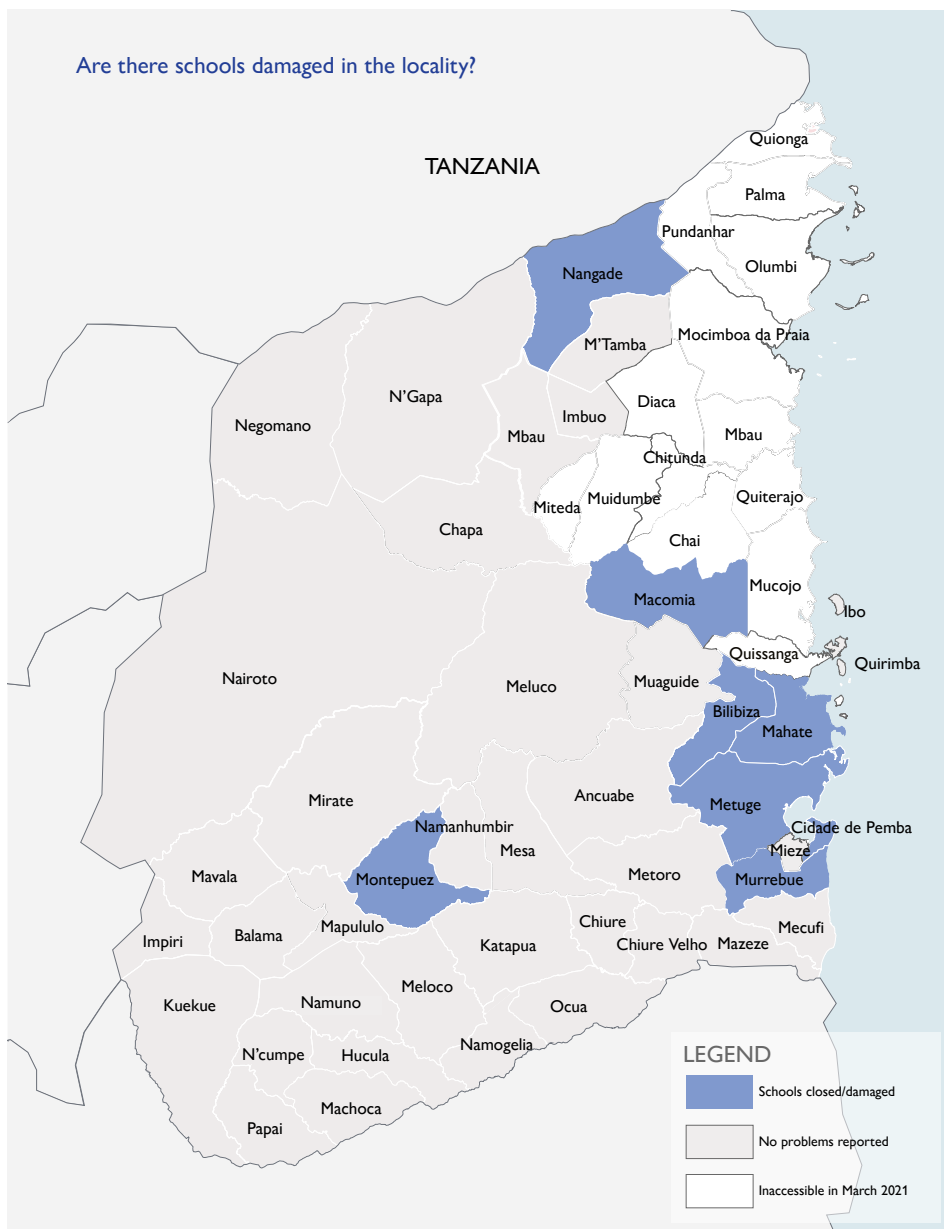 Are there schools damaged in the locality?
Quionga
TANZANIA
Palma
Pundanhar
Olumbi
Nangade
Mocimboa da Praia
M'Tamba
N'Gapa
Diaca
Imbuo
Negomano
Mbau
Mbau
Chitunda
Quiterajo
Muidumbe
Miteda
Chapa
Chai
Mucojo
Macomia
Ibo
Quissanga
Quirimba
Nairoto
Meluco
Muaguide
Bilibiza
Mahate
Ancuabe
Mirate
Metuge
Namanhumbir
Cidade de Pemba
Mesa
Mieze
Mavala
Montepuez
Metoro
Murrebue
Mapululo
Chiure
Mecufi
Impiri
Balama
Katapua
Chiure Velho
Mazeze
Meloco
Kuekue
Namuno
Ocua
N'cumpe
Hucula
Namogelia
Machoca
Papai
LEGEND
Schools closed/damaged
No problems reported
Inaccessible in March 2021